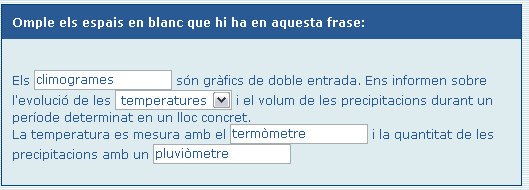 Omple els espais en blanc que hi ha en aquesta frase:
Els climogrames són gràfics de doble entrada. Ens informen sobre
l'evolució de les temperatures i el volum de les precipitacions durant un
període determinat en un lloc concret.
La temperatura es mesura amb el termòmetre i la quantitat de les
precipitacions amb un pluviòmetre